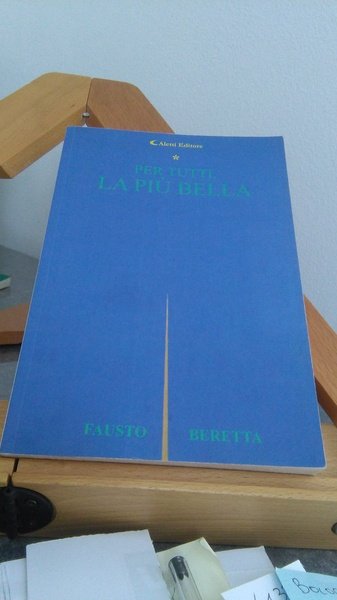 Aletti Editore
PER TUTTI,
LA PIÙ BELLA
FAUSTO BERETTA